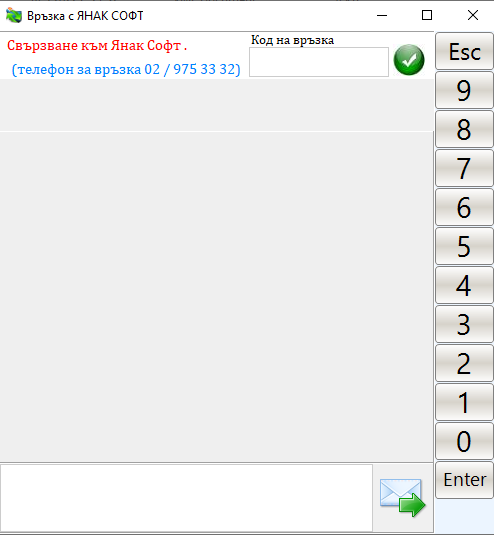 Връзка с ЯНАК СОФТ
Свързване към Янак Софт .
(телефон за връзка 02 / 975 33 32)
Код на връзка
Esc
9
8
7
6
5
4
3
2
1
0
Enter